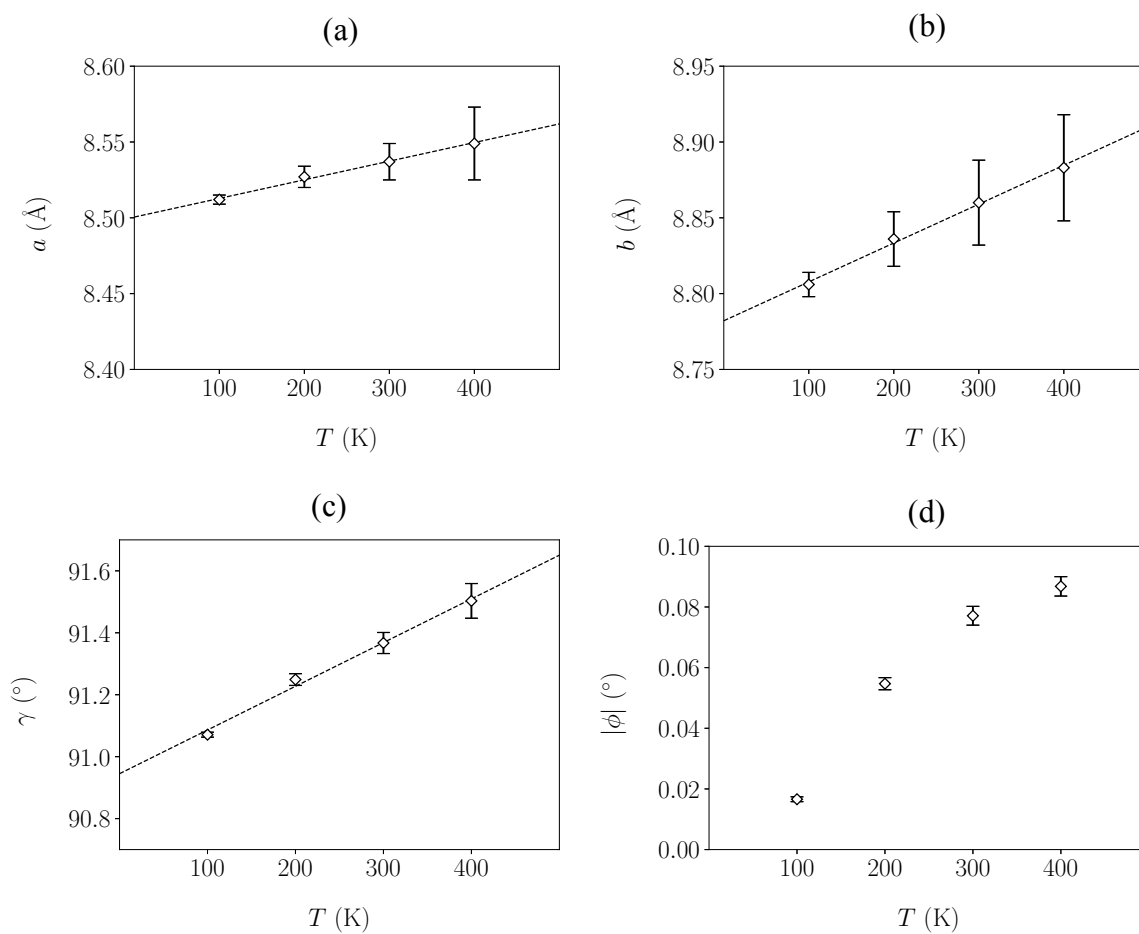 (a)
8.60
8.55
8.50
8.45
8.40
a (Å)
100 200 300 400
T (K)
(b)
8.95
8.90
8.85
8.80
8.75
b (Å)
100 200 300 400
T (K)
(c)
91.6
91.4
91.2
91.0
90.8
γ (°)
100 200 300 400
T (K)
(d)
0.10
0.08
0.06
0.04
0.02
0.00
|ϕ| (°)
100 200 300 400
T (K)